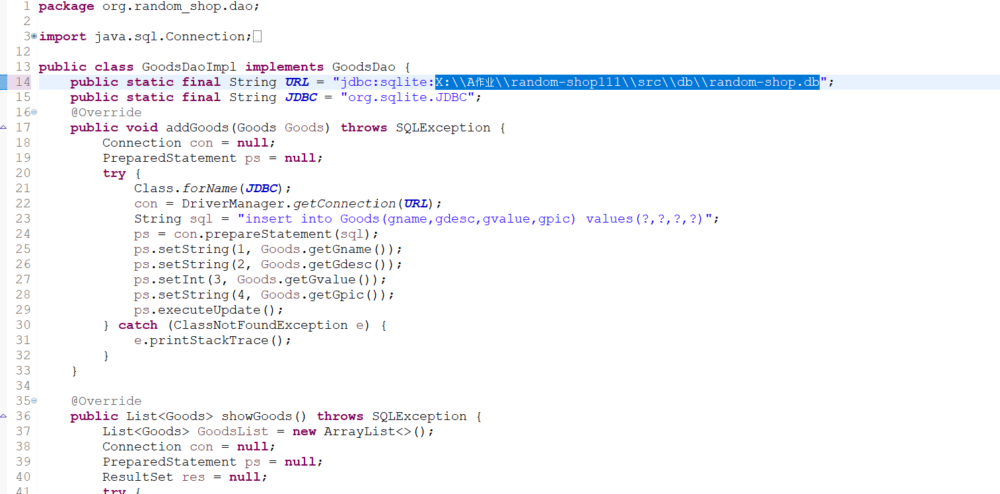 1 package org.random_shop.dao;
2
3 import java.sql.Connection;
12
13 public class GoodsDaoImpl implements GoodsDao {
14 public static final String URL = "jdbc:sqlite:X:\\A作业\\random-shop111\\src\\db\\random-shop.db";
15 public static final String JDBC = "org.sqlite.JDBC";
16 @Override
17 public void addGoods(Goods Goods) throws SQLException {
18 Connection con = null;
19 PreparedStatement ps = null;
20 try {
21 Class.forName(JDBC);
22 con = DriverManager.getConnection(URL);
23 String sql = "insert into Goods(gname,gdesc,gvalue,gpic) values(?,?,?,?)";
24 ps = con.prepareStatement(sql);
25 ps.setString(1, Goods.getGname());
26 ps.setString(2, Goods.getGdesc());
27 ps.setInt(3, Goods.getGvalue());
28 ps.setString(4, Goods.getGpic());
29 ps.executeUpdate();
30 } catch (ClassNotFoundException e) {
31 e.printStackTrace();
32 }
33 }
34
35 @Override
36 public List<Goods> showGoods() throws SQLException {
37 List<Goods> GoodsList = new ArrayList<>();
38 Connection con = null;
39 PreparedStatement ps = null;
40 ResultSet res = null;
41 try {